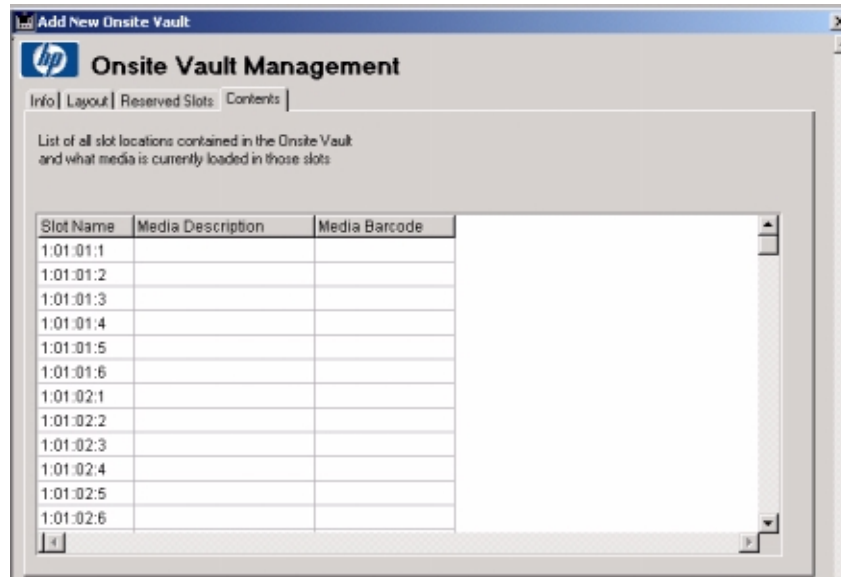 Add New Onsite Vault
hp
Onsite Vault Management
Info Layout Reserved Slots Contents
List of all slot locations contained in the Onsite Vault
and what media is currently loaded in those slots
Slot Name Media Description Media Barcode
1:01:01:1
1:01:01:2
1:01:01:3
1:01:01:4
1:01:01:5
1:01:01:6
1:01:02:1
1:01:02:2
1:01:02:3
1:01:02:4
1:01:02:5
1:01:02:6